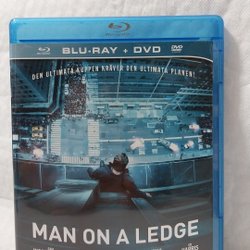 BLU-RAY + DVD
DEN ULTIMATA KUPPEN KRÄVER DEN ULTIMATA PLANEN!
MAN ON A LEDGE